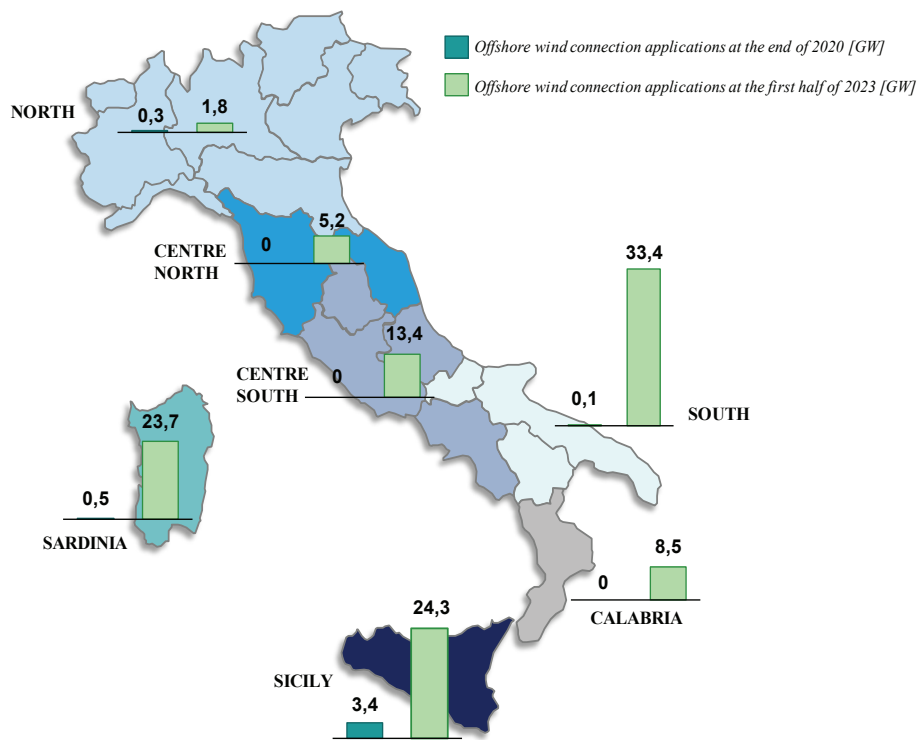 Offshore wind connection applications at the end of 2020 [GW]
Offshore wind connection applications at the first half of 2023 [GW]
NORTH
0,3
1,8
CENTRE
NORTH
0
5,2
CENTRE
SOUTH
0
13,4
33,4
0,1
SOUTH
23,7
0,5
SARDINIA
8,5
0
CALABRIA
24,3
SICILY
3,4